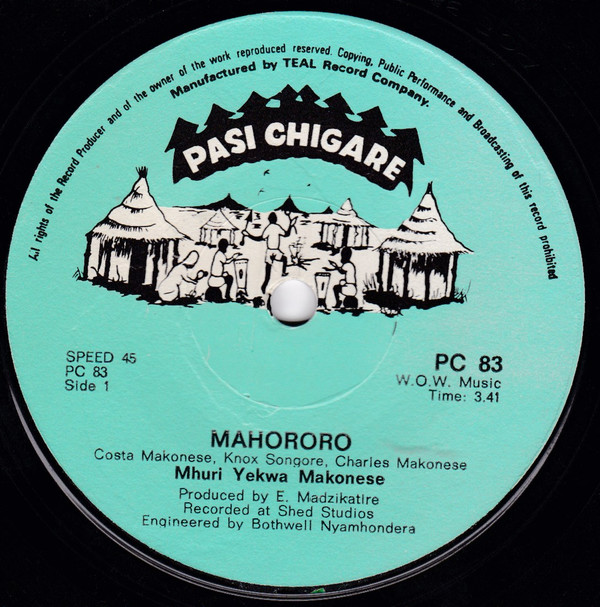 All rights of the Record Producer and of the owner of the work reproduced reserved. Copying, Public Performance and Broadcasting of this record prohibited
Manufactured by TEAL Record Company.
PASI CHIGARE
SPEED 45
PC 83
Side 1
PC 83
W.O.W. Music
Time: 3.41
MAHORORO
Costa Makonese, Knox Songore, Charles Makonese
Mhuri Yekwa Makonese
Produced by E. Madzikatire
Recorded at Shed Studios
Engineered by Bothwell Nyamhondera